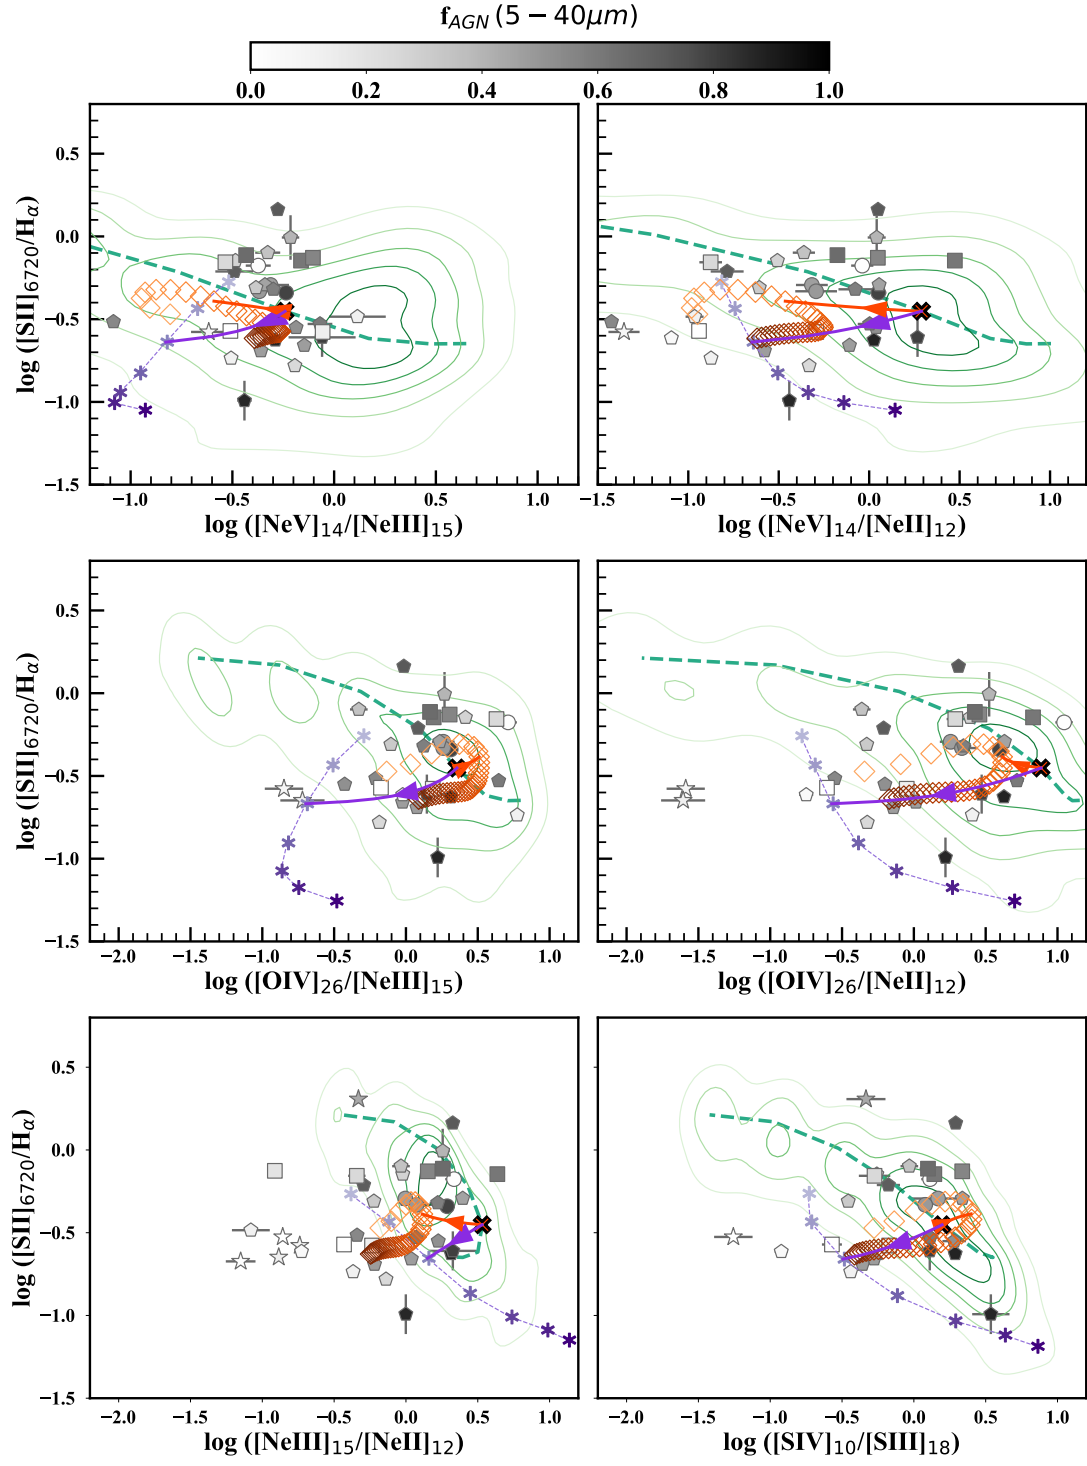 f_AGN (5 − 40μm)
0.0 0.2 0.4 0.6 0.8 1.0
0.5
0.0
−0.5
−1.0
−1.5
log ([SII]6720/Hα)
−1.0 −0.5 0.0 0.5 1.0
log ([NeV]14/[NeIII]15)
−1.5 −1.0 −0.5 0.0 0.5 1.0
log ([NeV]14/[NeII]12)
0.5
0.0
−0.5
−1.0
−1.5
log ([SII]6720/Hα)
−2.0 −1.5 −1.0 −0.5 0.0 0.5 1.0
log ([OIV]26/[NeIII]15)
−2.0 −1.5 −1.0 −0.5 0.0 0.5 1.0
log ([OIV]26/[NeII]12)
0.5
0.0
−0.5
−1.0
−1.5
log ([SII]6720/Hα)
−2.0 −1.5 −1.0 −0.5 0.0 0.5 1.0
log ([NeIII]15/[NeII]12)
−2.0 −1.5 −1.0 −0.5 0.0 0.5 1.0
log ([SIV]10/[SIII]18)